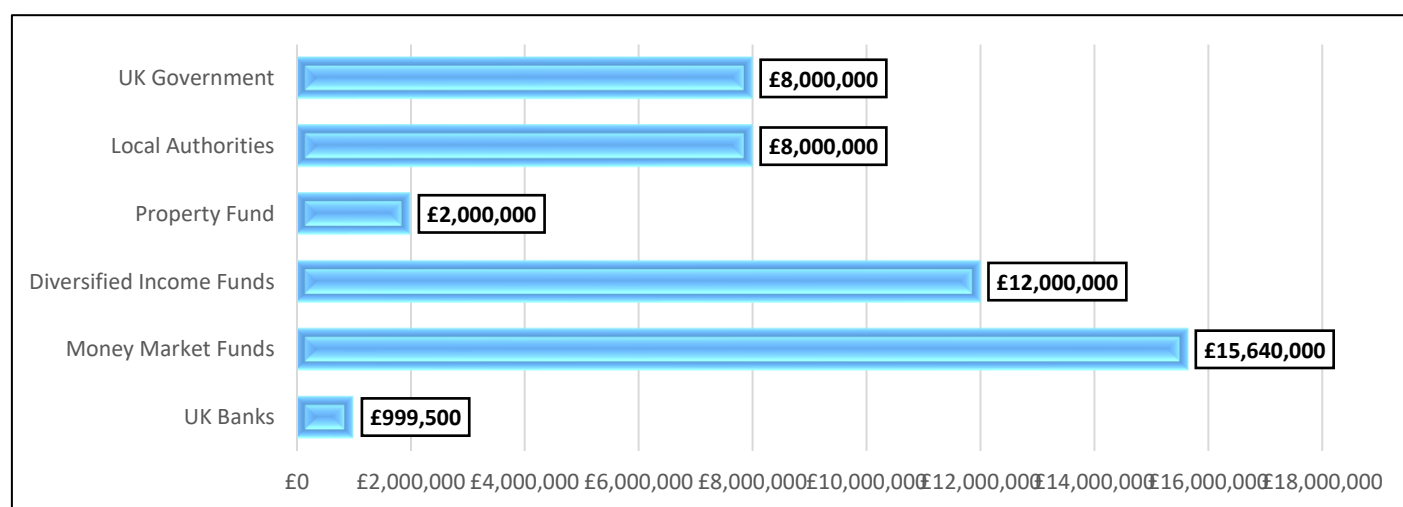 UK Government
£8,000,000
Local Authorities
£8,000,000
Property Fund
£2,000,000
Diversified Income Funds
£12,000,000
Money Market Funds
£15,640,000
UK Banks
£999,500
£0 £2,000,000 £4,000,000 £6,000,000 £8,000,000 £10,000,000 £12,000,000 £14,000,000 £16,000,000 £18,000,000